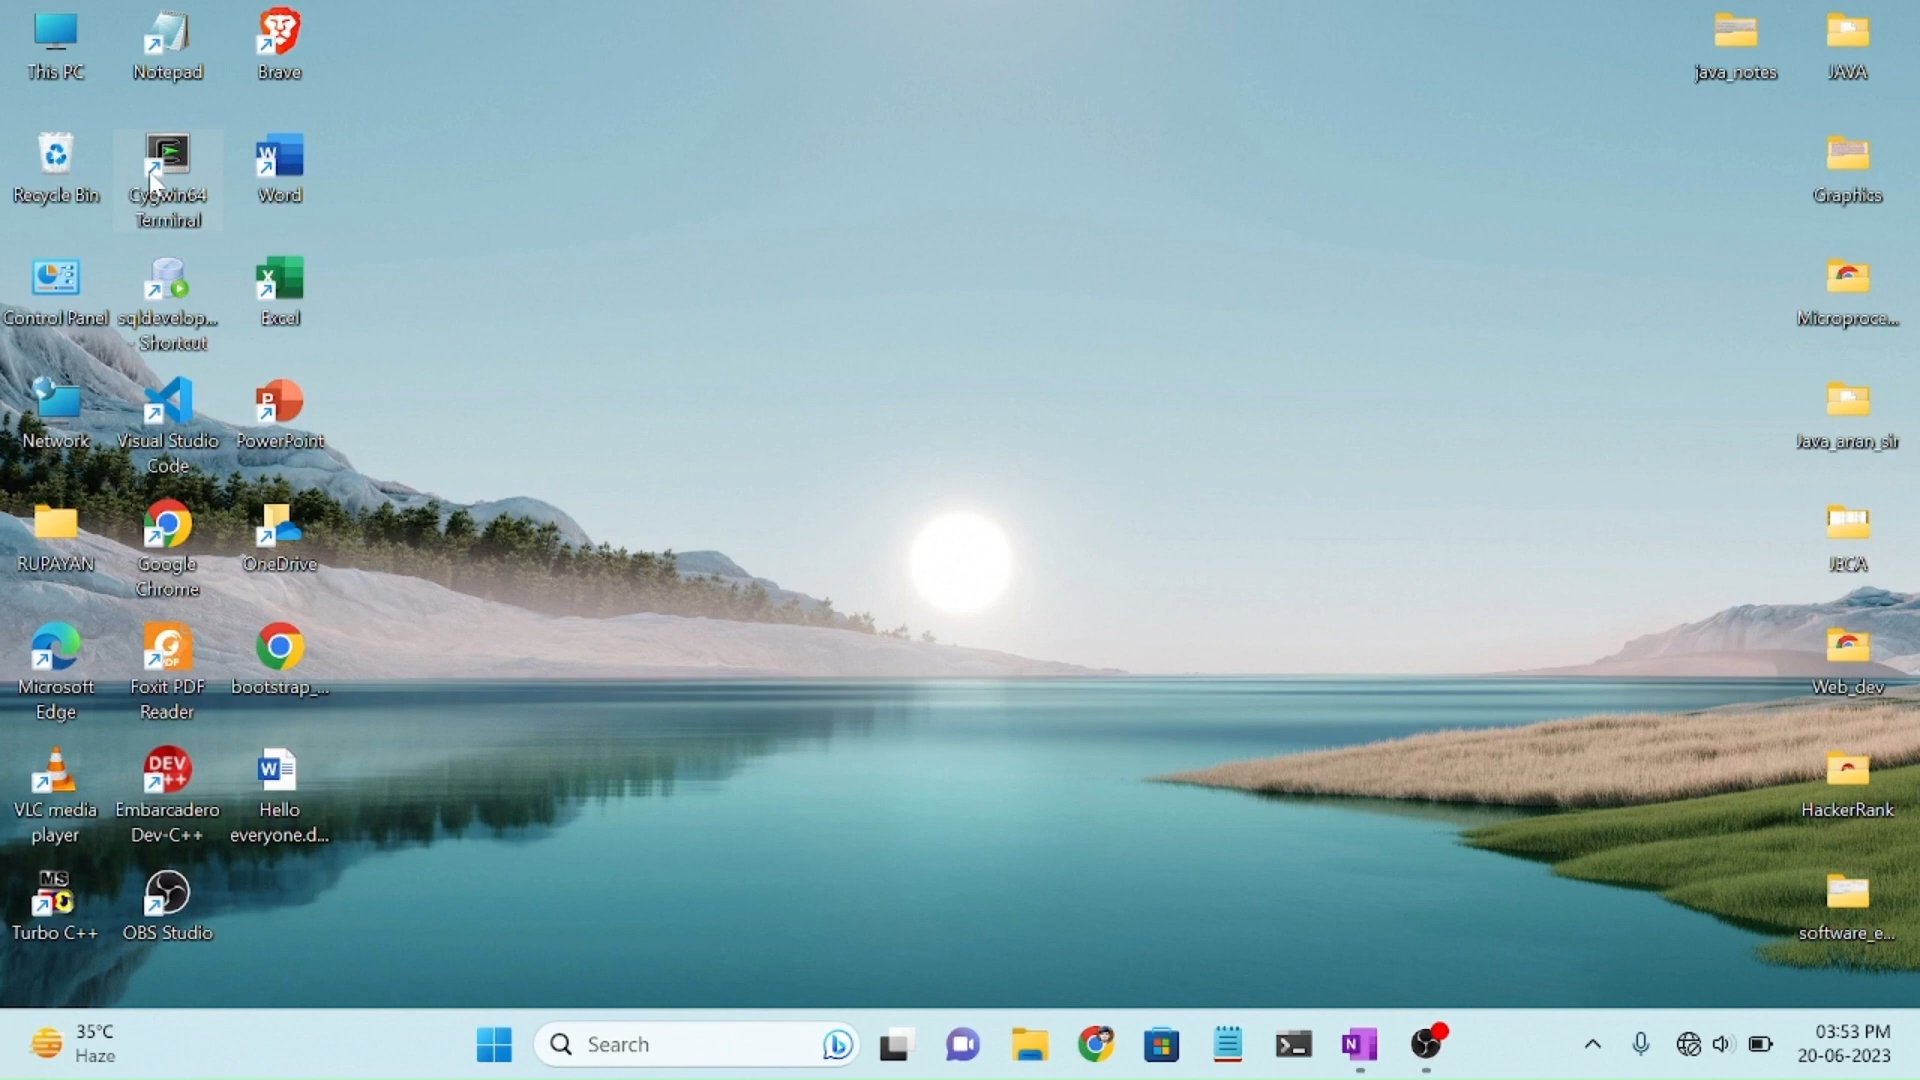 This PC
Notepad
Brave
java_notes
JAVA
Recycle Bin
Cygwin64
Terminal
Word
Graphics
Control Panel
sqldevelop...
- Shortcut
Excel
Microproce...
Network
Visual Studio
Code
PowerPoint
Java_anan_sir
RUPAYAN
Google
Chrome
OneDrive
JECA
Microsoft
Edge
Foxit PDF
Reader
bootstrap_...
Web_dev
VLC media
player
DEV
++
Embarcadero
Dev-C++
Hello
everyone.d...
HackerRank
MS
Turbo C++
OBS Studio
software_e...
35°C
Haze
Search
03:53 PM
20-06-2023